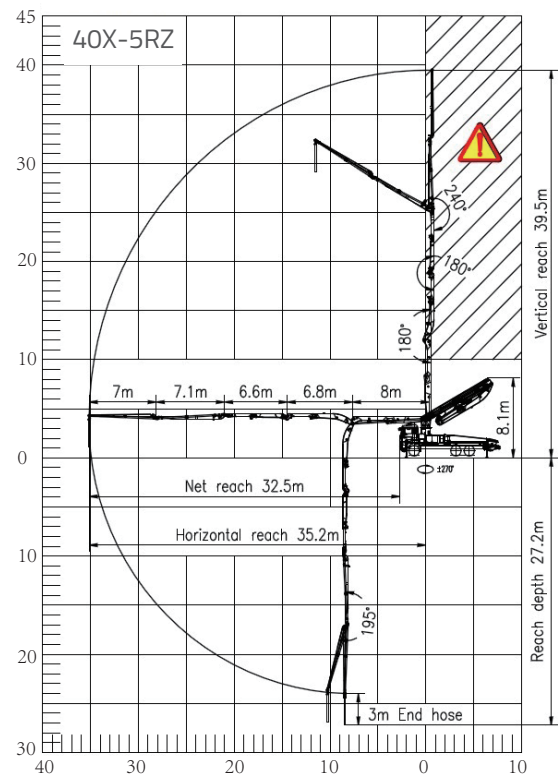 45
40X-5RZ
40
30
240°
Vertical reach 39.5m
20
180°
180°
10
7m 7.1m 6.6m 6.8m 8m
8.1m
0
±270°
Net reach 32.5m
Horizontal reach 35.2m
10
Reach depth 27.2m
195°
20
3m End hose
30
40 30 20 10 0 10